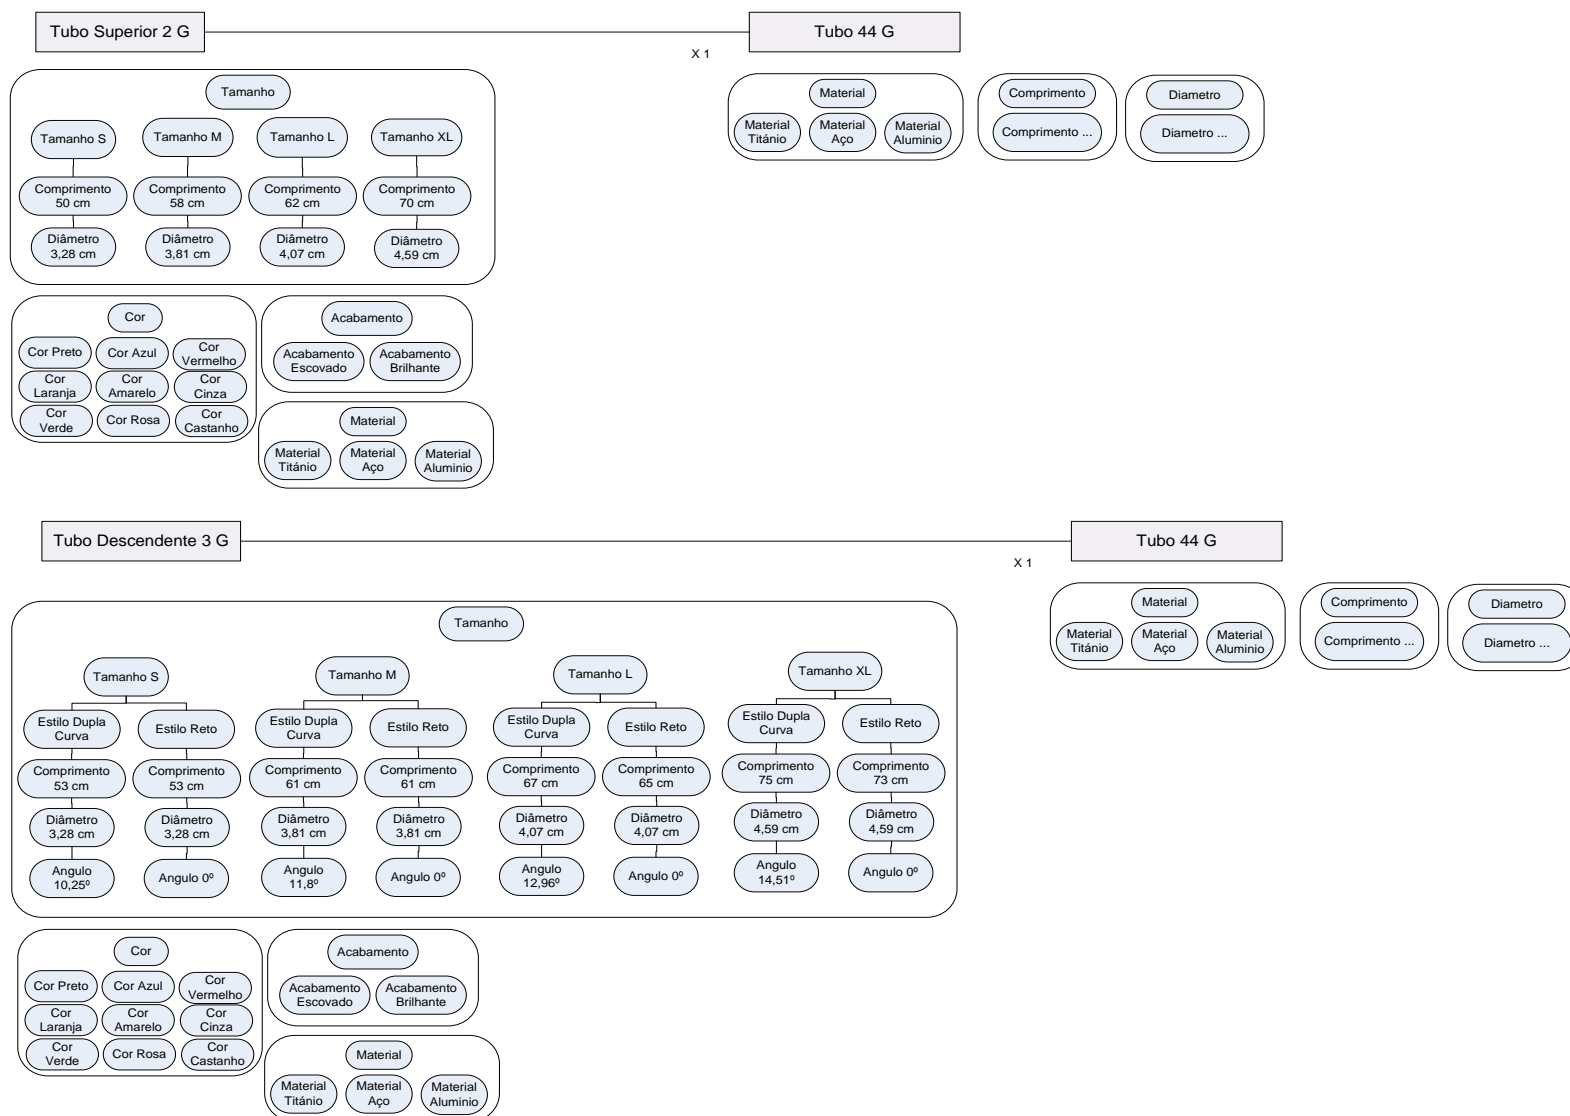 Tubo Superior 2 G
X 1
Tubo 44 G
Tamanho
Tamanho S
Tamanho M
Tamanho L
Tamanho XL
Comprimento
50 cm
Comprimento
58 cm
Comprimento
62 cm
Comprimento
70 cm
Diâmetro
3,28 cm
Diâmetro
3,81 cm
Diâmetro
4,07 cm
Diâmetro
4,59 cm
Material
Material
Titánio
Material
Aço
Material
Aluminio
Comprimento
Comprimento ...
Diametro
Diametro ...
Cor
Cor Preto
Cor Azul
Cor
Vermelho
Cor
Laranja
Cor
Amarelo
Cor
Cinza
Cor
Verde
Cor Rosa
Cor
Castanho
Acabamento
Acabamento
Escovado
Acabamento
Brilhante
Material
Material
Titánio
Material
Aço
Material
Aluminio
Tubo Descendente 3 G
X 1
Tubo 44 G
Material
Material
Titánio
Material
Aço
Material
Aluminio
Comprimento
Comprimento ...
Diametro
Diametro ...
Tamanho
Tamanho S
Tamanho M
Tamanho L
Tamanho XL
Estilo Dupla
Curva
Estilo Reto
Estilo Dupla
Curva
Estilo Reto
Estilo Dupla
Curva
Estilo Reto
Estilo Dupla
Curva
Estilo Reto
Comprimento
53 cm
Comprimento
53 cm
Comprimento
61 cm
Comprimento
61 cm
Comprimento
67 cm
Comprimento
65 cm
Comprimento
75 cm
Comprimento
73 cm
Diâmetro
3,28 cm
Diâmetro
3,28 cm
Diâmetro
3,81 cm
Diâmetro
3,81 cm
Diâmetro
4,07 cm
Diâmetro
4,07 cm
Diâmetro
4,59 cm
Diâmetro
4,59 cm
Angulo
10,25º
Angulo 0º
Angulo
11,8º
Angulo 0º
Angulo
12,96º
Angulo 0º
Angulo
14,51º
Angulo 0º
Cor
Cor Preto
Cor Azul
Cor
Vermelho
Cor
Laranja
Cor
Amarelo
Cor
Cinza
Cor
Verde
Cor Rosa
Cor
Castanho
Acabamento
Acabamento
Escovado
Acabamento
Brilhante
Material
Material
Titánio
Material
Aço
Material
Aluminio